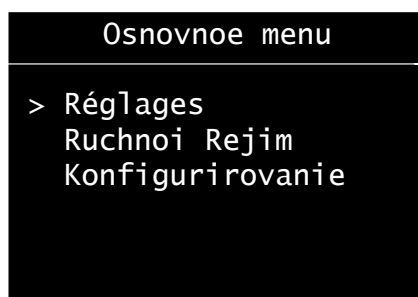 Osnovnoe menu
> Réglages
Ruchnoi Rejim
Konfigurirovanie